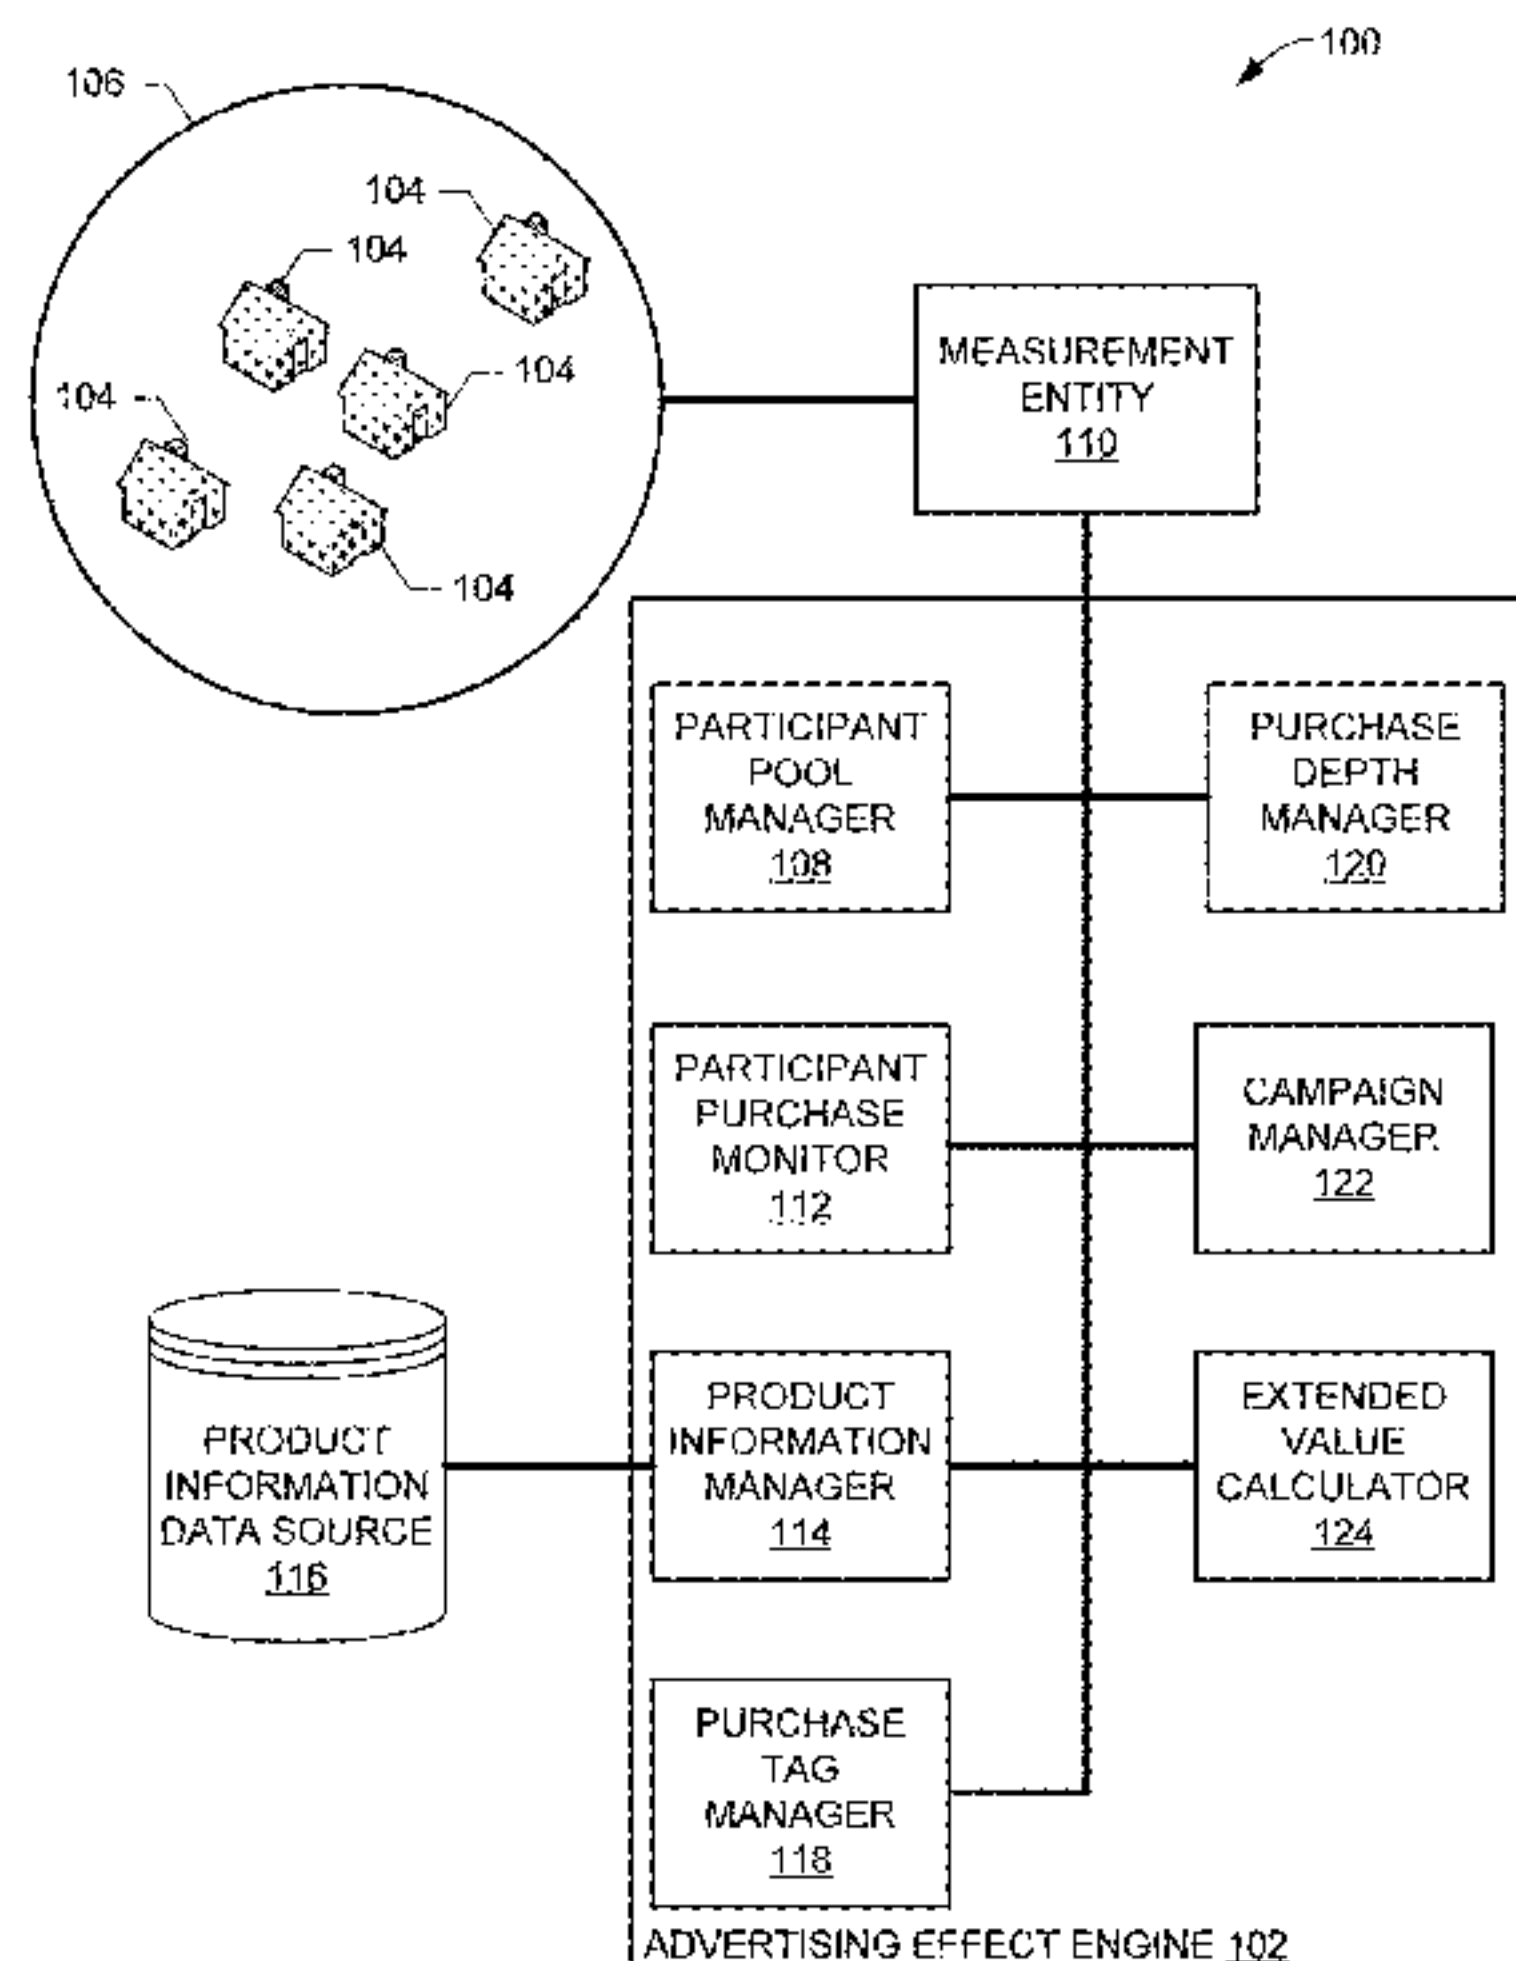 100
106
104
104
104
104
104
MEASUREMENT
ENTITY
110
PARTICIPANT
POOL
MANAGER
108
PURCHASE
DEPTH
MANAGER
120
PARTICIPANT
PURCHASE
MONITOR
112
CAMPAIGN
MANAGER
122
PRODUCT
INFORMATION
DATA SOURCE
116
PRODUCT
INFORMATION
MANAGER
114
EXTENDED
VALUE
CALCULATOR
124
PURCHASE
TAG
MANAGER
118
ADVERTISING EFFECT ENGINE 102